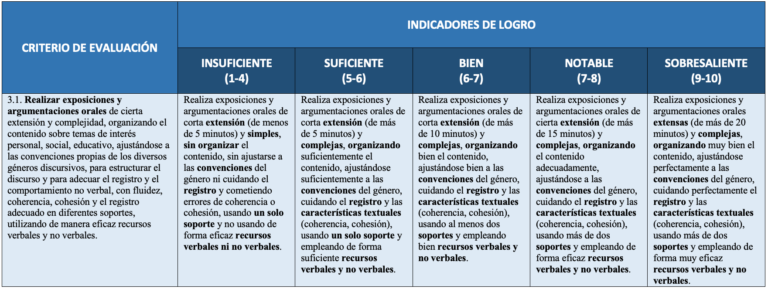 CRITERIO DE EVALUACIÓN
INDICADORES DE LOGRO
INSUFICIENTE
(1-4)
SUFICIENTE
(5-6)
BIEN
(6-7)
NOTABLE
(7-8)
SOBRESALIENTE
(9-10)
3.1. Realizar exposiciones y
argumentaciones orales de cierta
extensión y complejidad, organizando el
contenido sobre temas de interés
personal, social, educativo, ajustándose a
las convenciones propias de los diversos
géneros discursivos, para estructurar el
discurso y para adecuar el registro y el
comportamiento no verbal, con fluidez,
coherencia, cohesión y el registro
adecuado en diferentes soportes,
utilizando de manera eficaz recursos
verbales y no verbales.
Realiza exposiciones y
argumentaciones orales de
corta extensión (de menos
de 5 minutos) y simples,
sin organizar el
contenido, sin ajustarse a
las convenciones del
género ni cuidando el
registro y cometiendo
errores de coherencia o
cohesión, usando un solo
soporte y no usando de
forma eficaz recursos
verbales ni no verbales.
Realiza exposiciones y
argumentaciones orales de
corta extensión (de más
de 5 minutos) y
complejas, organizando
suficientemente el
contenido, ajustándose
suficientemente a las
convenciones del género,
cuidando el registro y las
características textuales
(coherencia, cohesión),
usando un solo soporte y
empleando de forma
suficiente recursos
verbales y no verbales.
Realiza exposiciones y
argumentaciones orales de
corta extensión (de más
de 10 minutos) y
complejas, organizando
bien el contenido,
ajustándose bien a las
convenciones del género,
cuidando el registro y las
características textuales
(coherencia, cohesión),
usando al menos dos
soportes y empleando
bien recursos verbales y
no verbales.
Realiza exposiciones y
argumentaciones orales de
cierta extensión (de más
de 15 minutos) y
complejas, organizando
el contenido
adecuadamente,
ajustándose a las
convenciones del género,
cuidando el registro y las
características textuales
(coherencia, cohesión),
usando más de dos
soportes y empleando de
forma eficaz recursos
verbales y no verbales.
Realiza exposiciones y
argumentaciones orales
extensas (de más de 20
minutos) y complejas,
organizando muy bien el
contenido, ajustándose
perfectamente a las
convenciones del género,
cuidando perfectamente el
registro y las
características textuales
(coherencia, cohesión),
usando más de dos
soportes y empleando de
forma muy eficaz
recursos verbales y no
verbales.